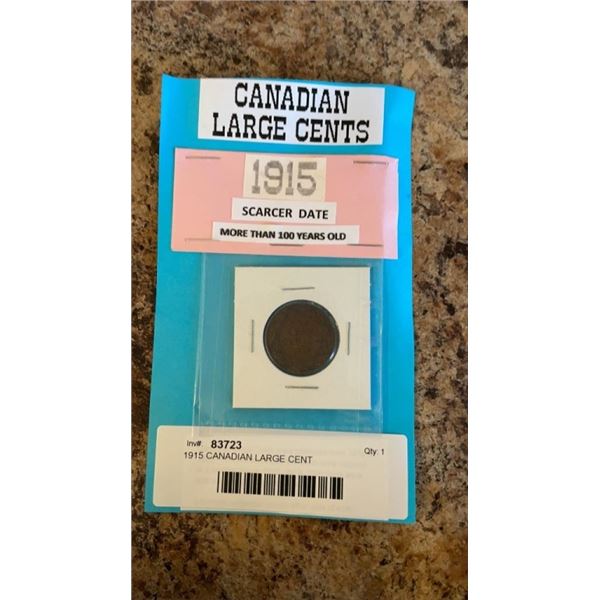 CANADIAN
LARGE CENTS
1915
SCARCER DATE
MORE THAN 100 YEARS OLD
Inv#: 83723
Qty: 1
1915 CANADIAN LARGE CENT